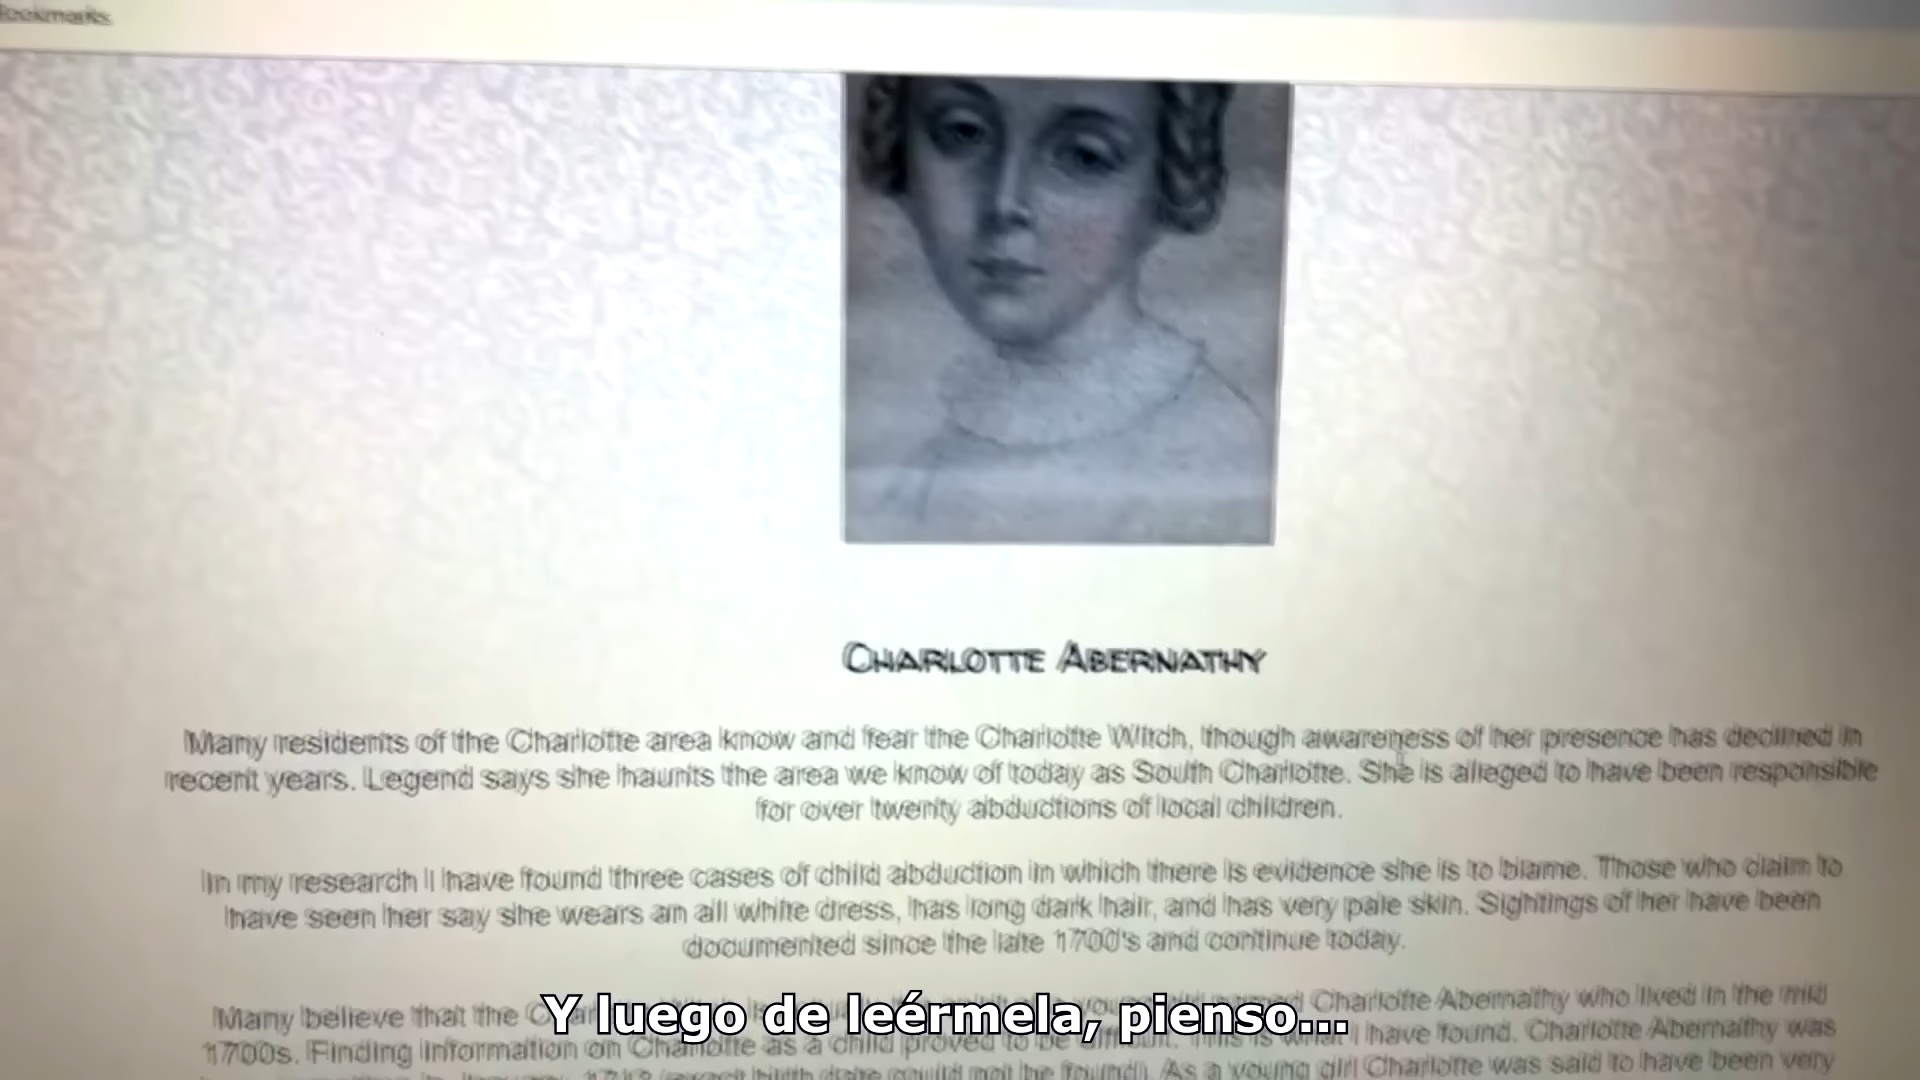 Bookmarks
CHARLOTTE ABERNATHY
Many residents of the Charlotte area know and fear the Charlotte Witch, though awareness of her presence has declined in
recent years. Legend says she haunts the area we know of today as South Charlotte. She is alleged to have been responsible
for over twenty abductions of local children.
In my research I have found three cases of child abduction in which there is evidence she is to blame. Those who claim to
have seen her say she wears an all white dress, has long dark hair, and has very pale skin. Sightings of her have been
documented since the late 1700's and continue today.
Many believe that the Charlotte Abernathy who lived in the mid
1700s. Finding information on Charlotte as a child proved to be difficult. This is what I have found. Charlotte Abernathy was
As a young girl Charlotte was said to have been very
Y luego de leérmela, pienso...